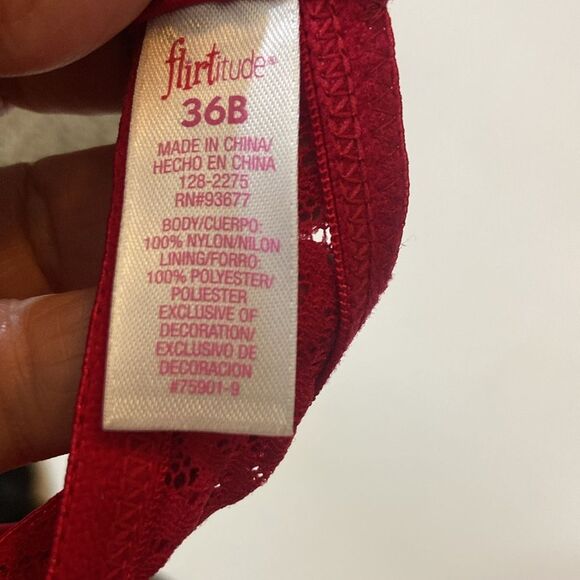 flirtitude®
36B
MADE IN CHINA/
HECHO EN CHINA
128-2275
RN#93677
BODY/CUERPO:
100% NYLON/NILON
LINING/FORRO:
100% POLYESTER/
POLIESTER
EXCLUSIVE OF
DECORATION/
EXCLUSIVO DE
DECORACION
#75901-9